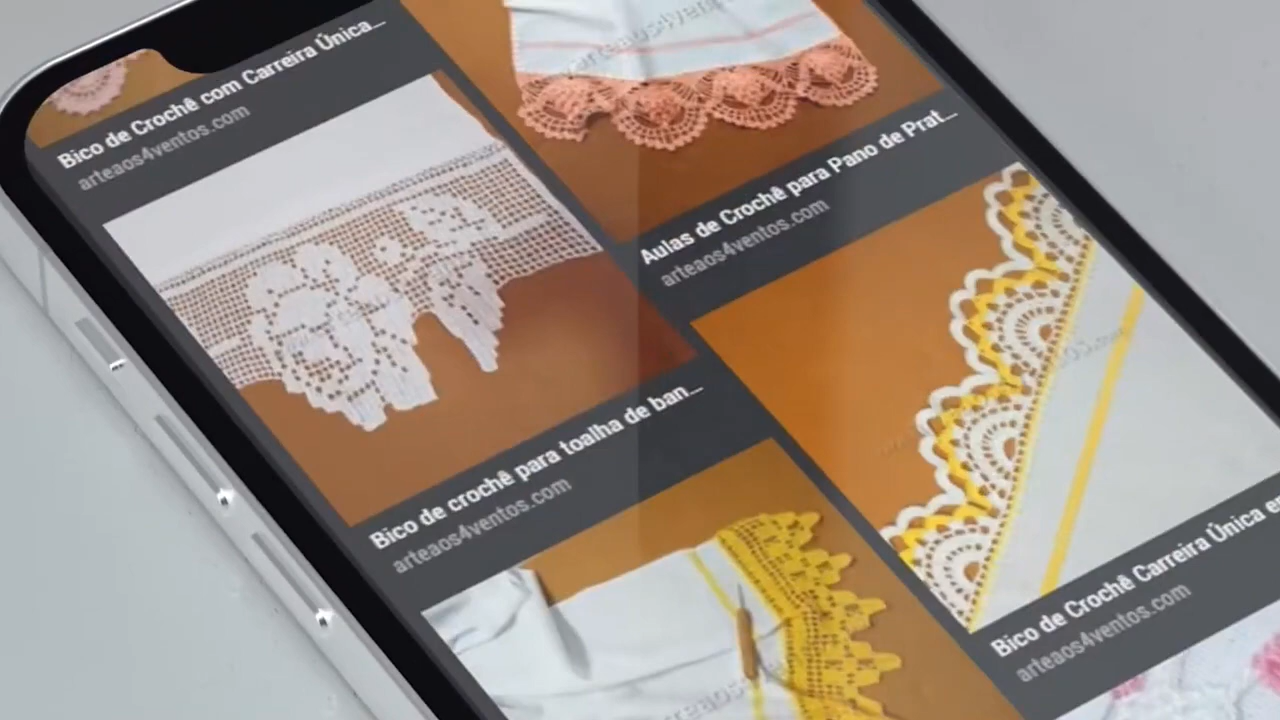 Bico de Crochê com Carreira Única...
arteaos4ventos.com
Aulas de Crochê para Pano de Prat...
arteaos4ventos.com
Bico de crochê para toalha de ban...
arteaos4ventos.com
Bico de Crochê Carreira Única e
arteaos4ventos.com